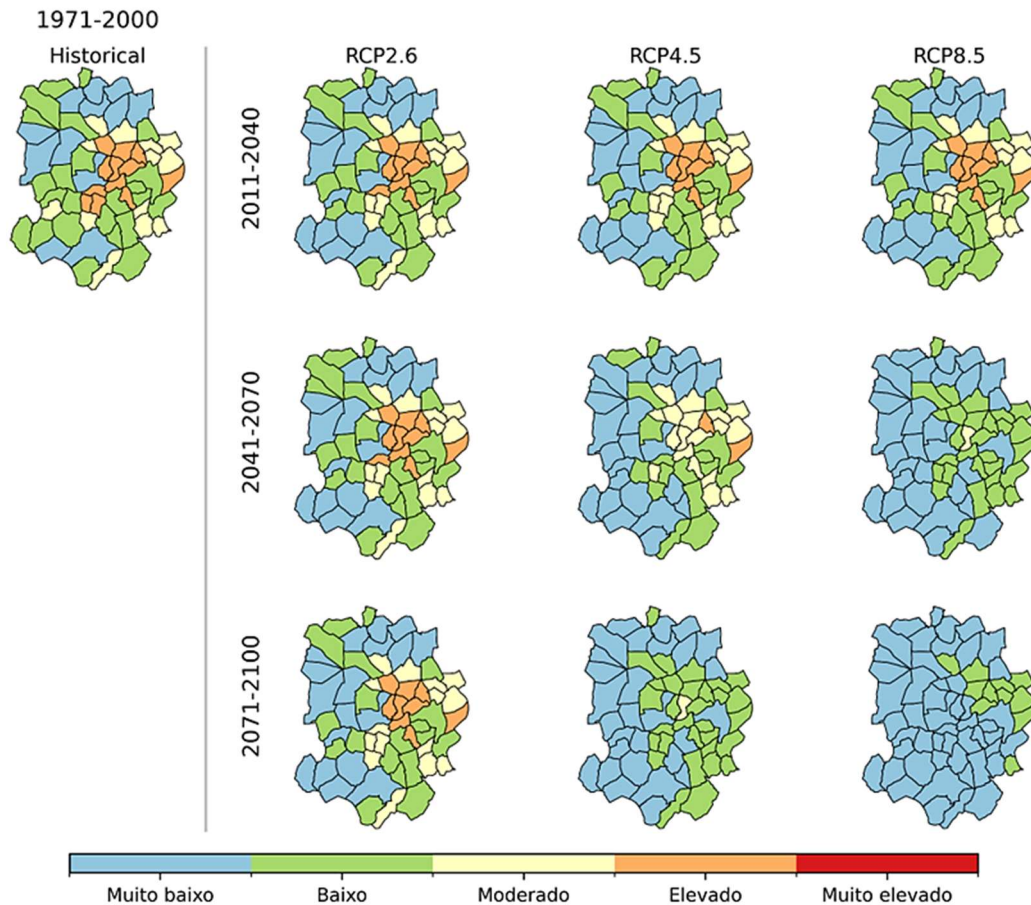 1971-2000
Historical
RCP2.6
RCP4.5
RCP8.5
2011-2040
2041-2070
2071-2100
Muito baixo
Baixo
Moderado
Elevado
Muito elevado